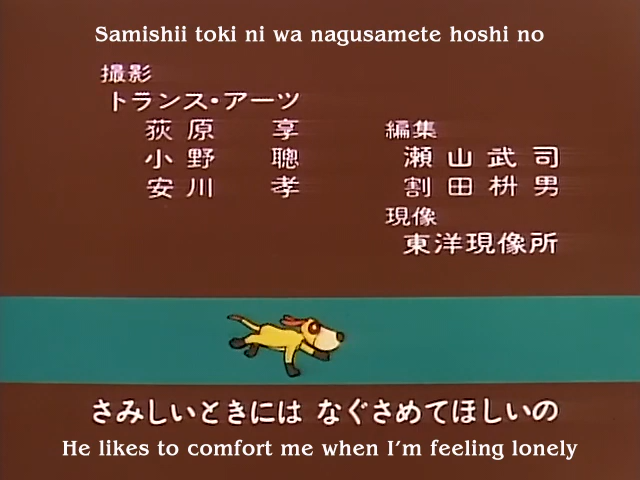 Samishii toki ni wa nagusamete hoshi no
撮影
トランス・アーツ
荻原 享
小野 聰
安川 孝
編集
瀬山武司
割田枡男
現像
東洋現像所
さみしいときには なぐさめてほしいの
He likes to comfort me when I'm feeling lonely